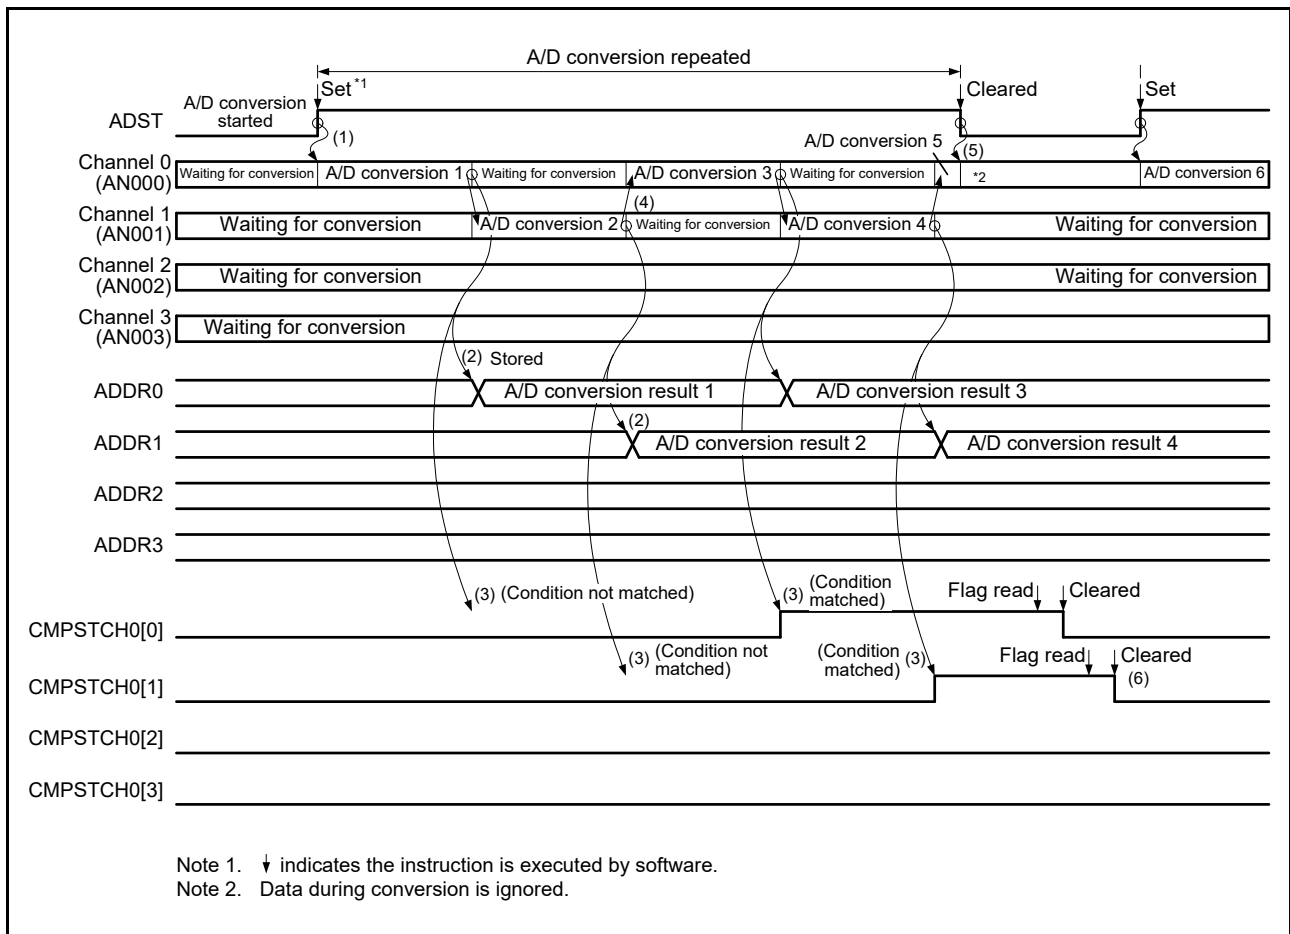 A/D conversion repeated
Set *1
Cleared
Set
A/D conversion
started
ADST
(1)
A/D conversion 5
(5)
Channel 0
(AN000)
Waiting for conversion
A/D conversion 1
Waiting for conversion
A/D conversion 3
Waiting for conversion
*2
A/D conversion 6
(4)
Channel 1
(AN001)
Waiting for conversion
A/D conversion 2
Waiting for conversion
A/D conversion 4
Waiting for conversion
Channel 2
(AN002)
Waiting for conversion
Waiting for conversion
Channel 3
(AN003)
Waiting for conversion
(2) Stored
ADDR0
A/D conversion result 1
A/D conversion result 3
(2)
ADDR1
A/D conversion result 2
A/D conversion result 4
ADDR2
ADDR3
(3) (Condition not matched)
(3) (Condition
matched)
Flag read
Cleared
CMPSTCH0[0]
(3) (Condition not
matched)
(Condition
matched) (3)
Flag read
Cleared
(6)
CMPSTCH0[1]
CMPSTCH0[2]
CMPSTCH0[3]
Note 1. indicates the instruction is executed by software.
Note 2. Data during conversion is ignored.